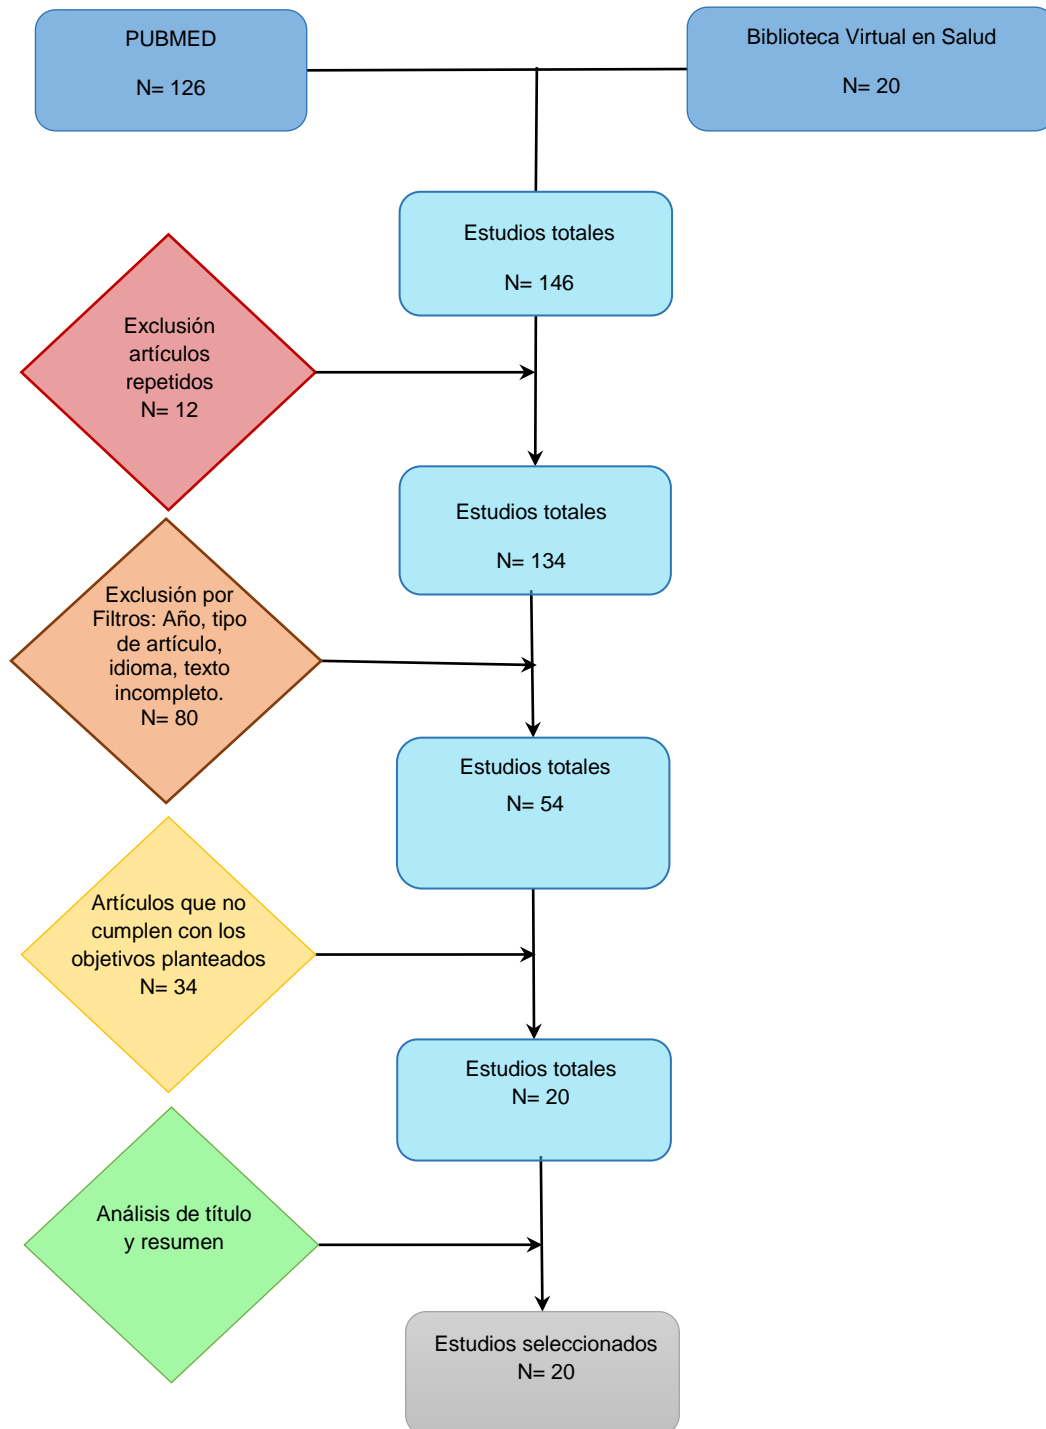 PUBMED
N= 126
Biblioteca Virtual en Salud
N= 20
Estudios totales
N= 146
Exclusión
artículos
repetidos
N= 12
Estudios totales
N= 134
Exclusión por
Filtros: Año, tipo
de artículo,
idioma, texto
incompleto.
N= 80
Estudios totales
N= 54
Artículos que no
cumplen con los
objetivos planteados
N= 34
Estudios totales
N= 20
Análisis de título
y resumen
Estudios seleccionados
N= 20